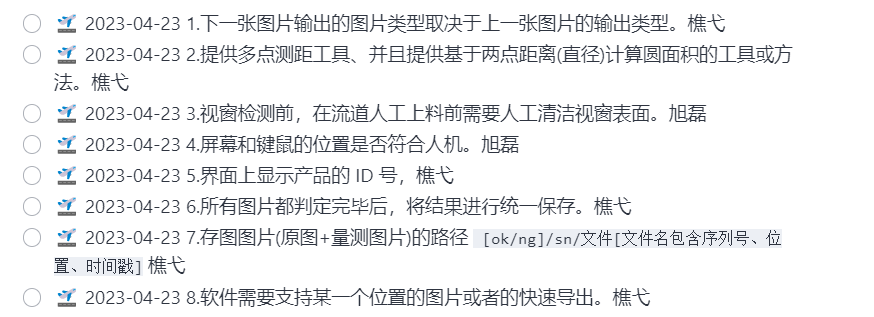 🛫 2023-04-23 1.下一张图片输出的图片类型取决于上一张图片的输出类型。樵弋
🛫 2023-04-23 2.提供多点测距工具、并且提供基于两点距离(直径)计算圆面积的工具或方
法。樵弋
🛫 2023-04-23 3.视窗检测前，在流道人工上料前需要人工清洁视窗表面。旭磊
🛫 2023-04-23 4.屏幕和键鼠的位置是否符合人机。旭磊
🛫 2023-04-23 5.界面上显示产品的 ID 号，樵弋
🛫 2023-04-23 6.所有图片都判定完毕后，将结果进行统一保存。樵弋
🛫 2023-04-23 7.存图图片(原图+量测图片)的路径 [ok/ng]/sn/文件[文件名包含序列号、位
置、时间戳] 樵弋
🛫 2023-04-23 8.软件需要支持某一个位置的图片或者的快速导出。樵弋